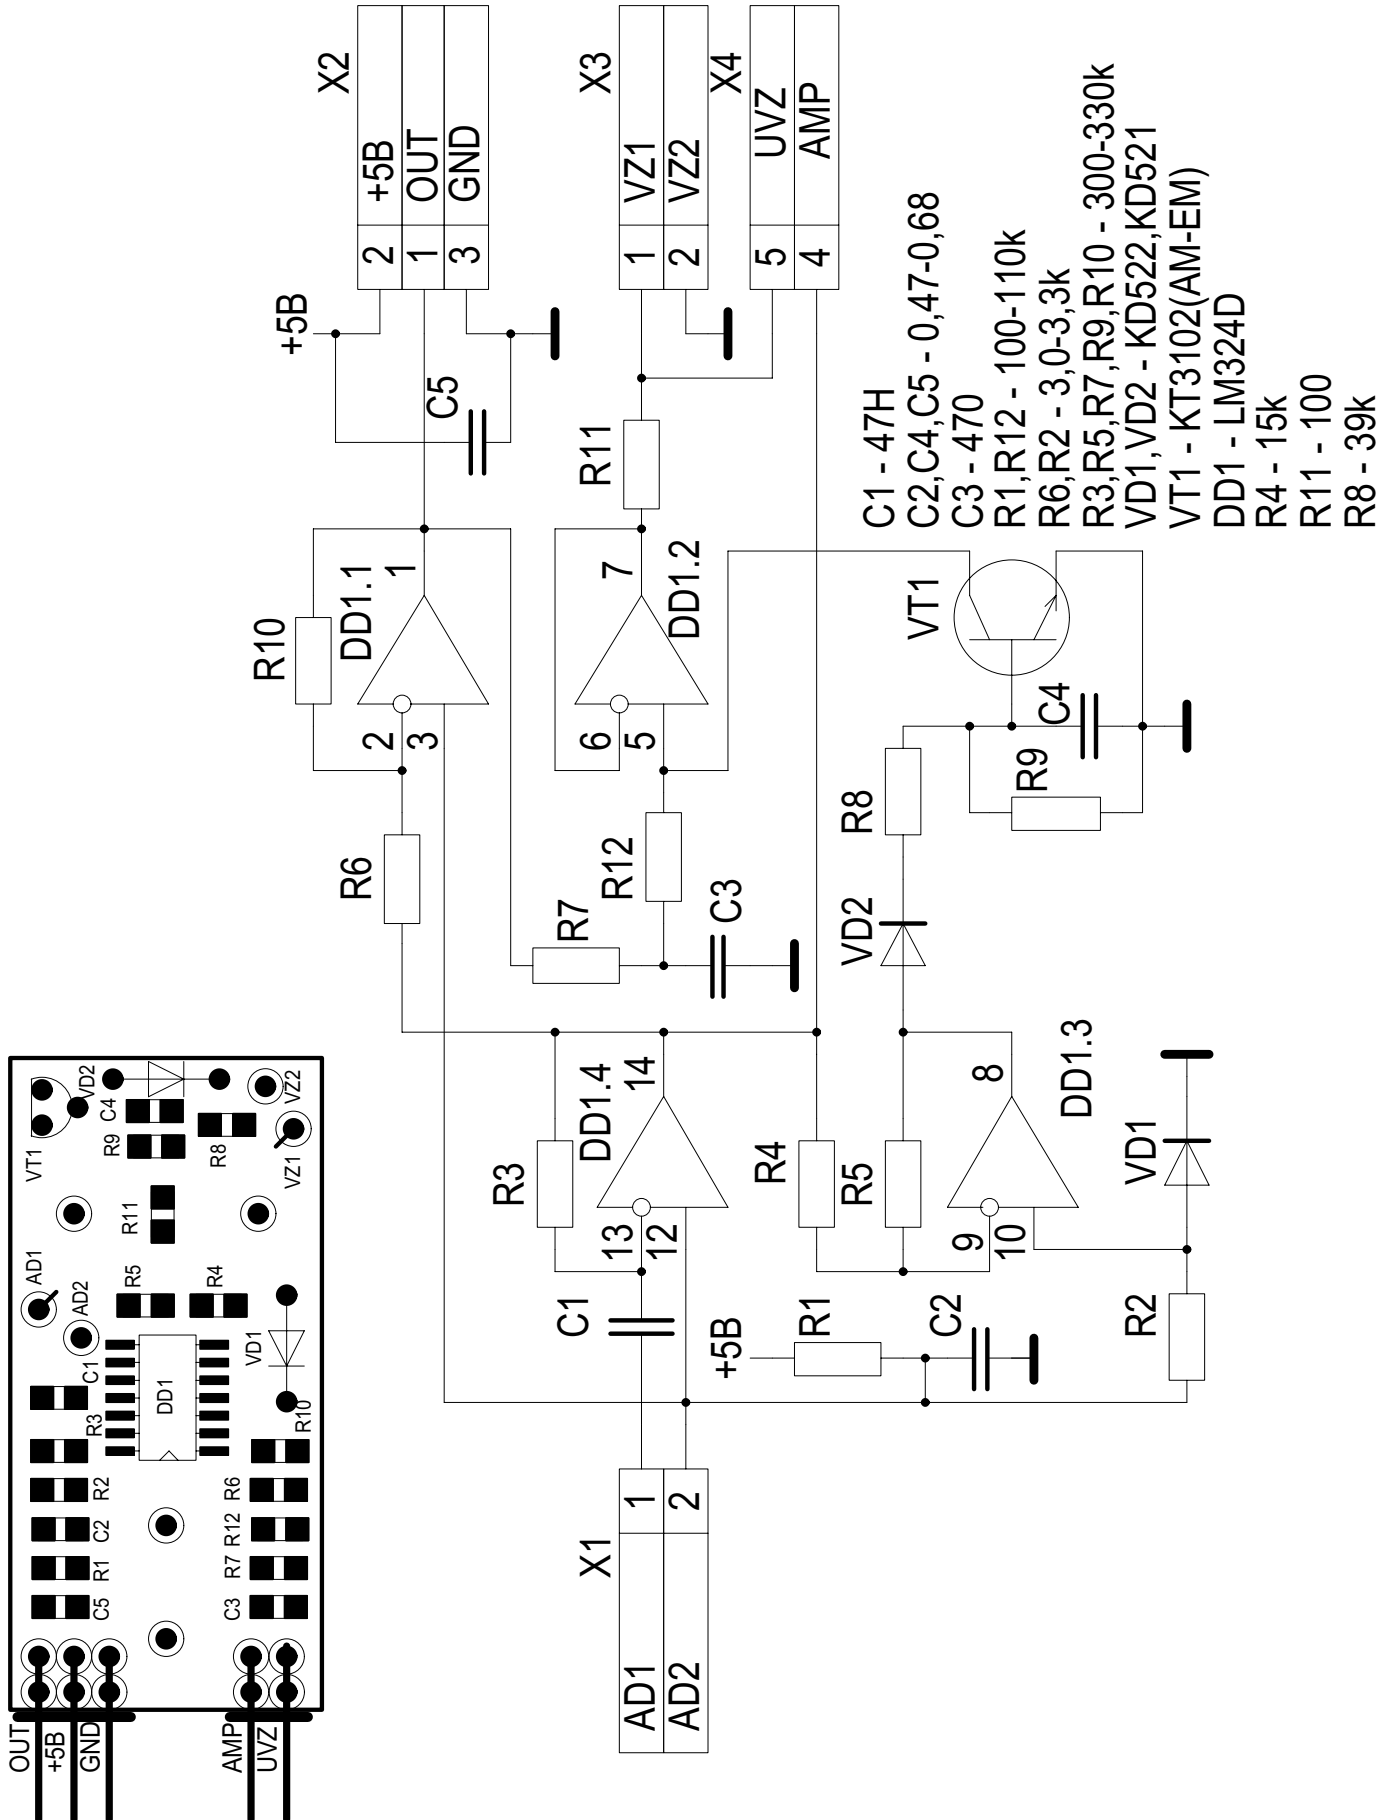 X2
2 +5B
1 OUT
3 GND
+5B
C5
X3
1 VZ1
2 VZ2
X4
5 UVZ
4 AMP
R10
DD1.1
1
2
3
R11
7
DD1.2
6
5
R6
R12
R7
C3
VT1
C4
R9
R8
VD2
DD1.4
14
R3
13
12
R4
R5
8
DD1.3
9
10
VD1
C1
+5B
R1
C2
R2
X1
AD1 1
AD2 2
C1 - 47H
C2,C4,C5 - 0,47-0,68
C3 - 470
R1,R12 - 100-110k
R6,R2 - 3,0-3,3k
R3,R5,R7,R9,R10 - 300-330k
VD1,VD2 - KD522,KD521
VT1 - KT3102(AM-EM)
DD1 - LM324D
R4 - 15k
R11 - 100
R8 - 39k
VT1
VD2
C4
R9
R8
VZ2
VZ1
R11
AD1
AD2
R5
R4
C1
VD1
DD1
R3
R10
R2
R6
C2
R12
R1
R7
C5
C3
OUT
+5B
GND
AMP
UVZ